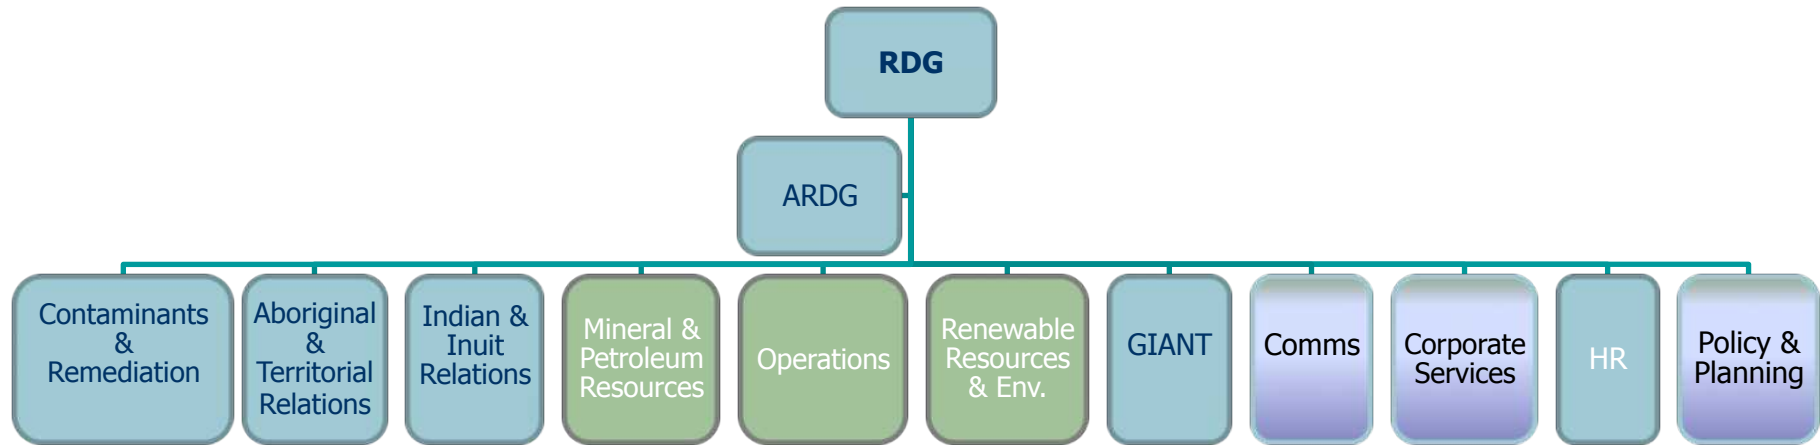 RDG
ARDG
Contaminants
&
Remediation
Aboriginal
&
Territorial
Relations
Indian &
Inuit
Relations
Mineral &
Petroleum
Resources
Operations
Renewable
Resources
& Env.
GIANT
Comms
Corporate
Services
HR
Policy &
Planning